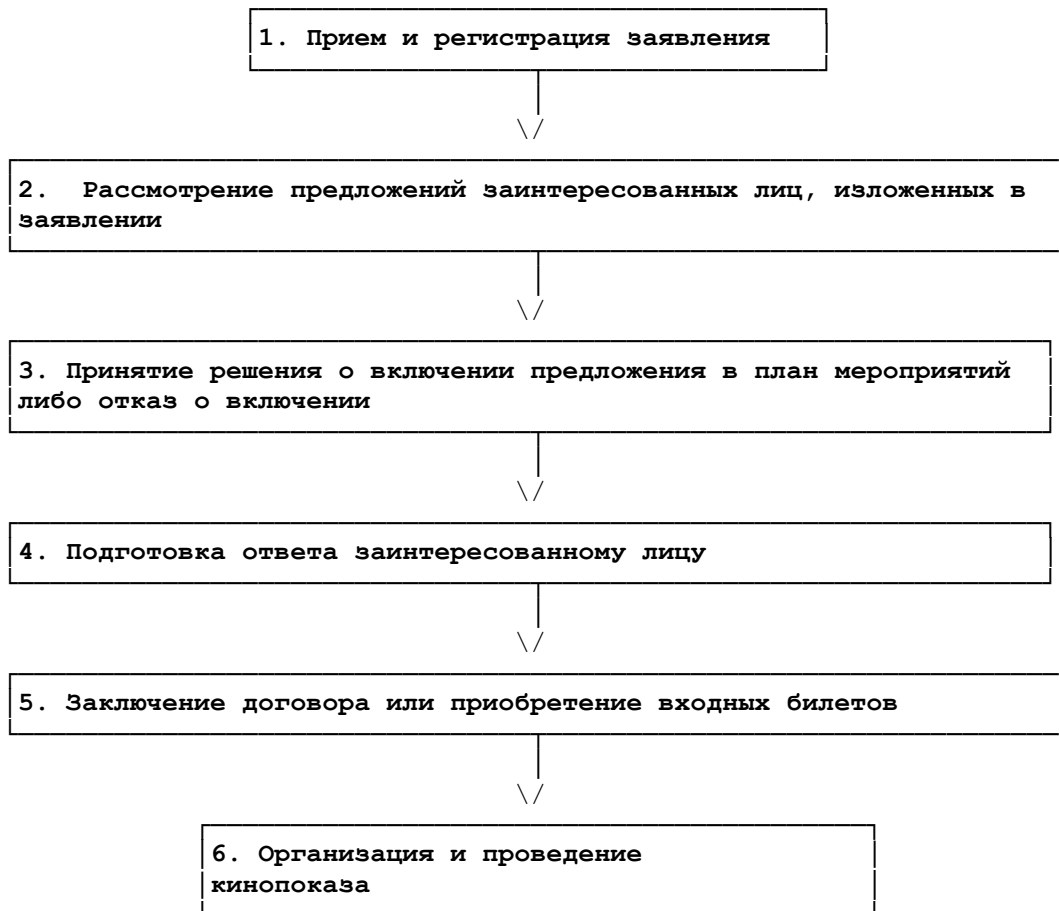 1. Прием и регистрация заявления
2. Рассмотрение предложений заинтересованных лиц, изложенных в
заявлении
3. Принятие решения о включении предложения в план мероприятий
либо отказ о включении
4. Подготовка ответа заинтересованному лицу
5. Заключение договора или приобретение входных билетов
6. Организация и проведение
кинопоказа